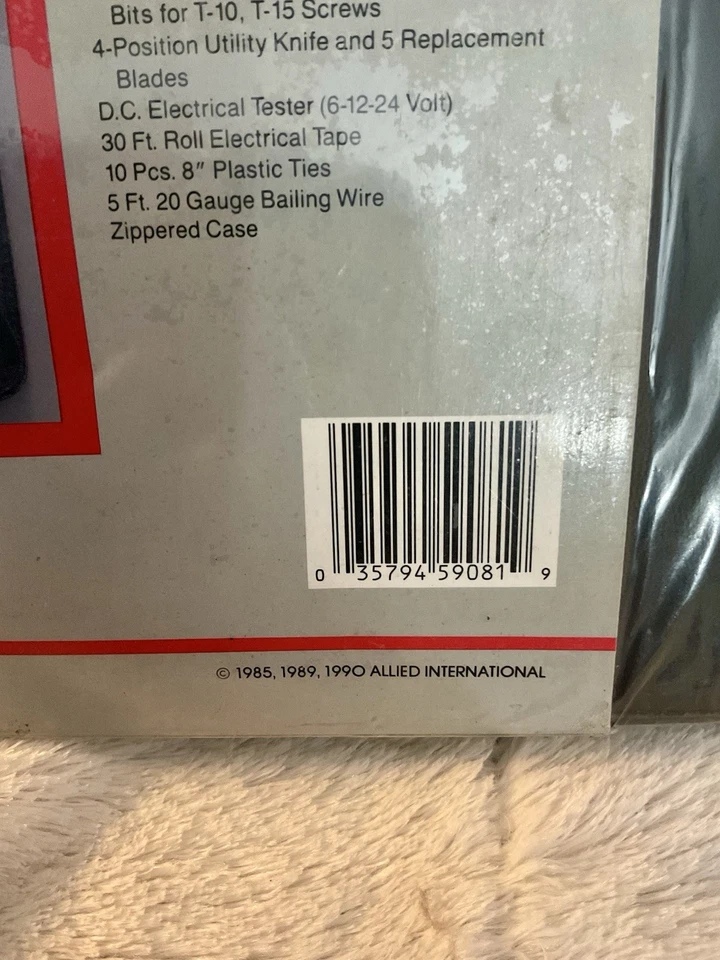 Bits for T-10, T-15 Screws
4-Position Utility Knife and 5 Replacement
Blades
D.C. Electrical Tester (6-12-24 Volt)
30 Ft. Roll Electrical Tape
10 Pcs. 8" Plastic Ties
5 Ft. 20 Gauge Bailing Wire
Zippered Case
0 35794 59081 9
© 1985, 1989, 1990 ALLIED INTERNATIONAL